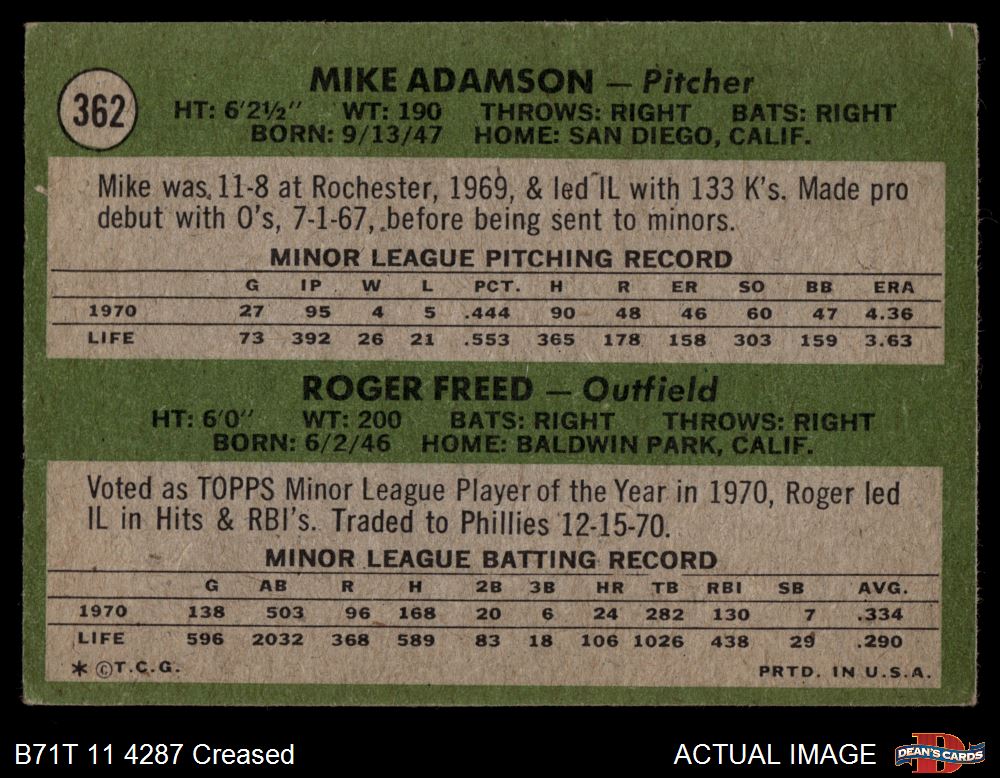 362
MIKE ADAMSON — Pitcher
HT: 6'2½" WT: 190 THROWS: RIGHT BATS: RIGHT
BORN: 9/13/47 HOME: SAN DIEGO, CALIF.
Mike was 11-8 at Rochester, 1969, & led IL with 133 K's. Made pro
debut with O's, 7-1-67, before being sent to minors.
MINOR LEAGUE PITCHING RECORD
G IP W L PCT. H R ER SO BB ERA
1970 27 95 4 5 .444 90 48 46 60 47 4.36
LIFE 73 392 26 21 .553 365 178 158 303 159 3.63
ROGER FREED — Outfield
HT: 6'0" WT: 200 BATS: RIGHT THROWS: RIGHT
BORN: 6/2/46 HOME: BALDWIN PARK, CALIF.
Voted as TOPPS Minor League Player of the Year in 1970, Roger led
IL in Hits & RBI's. Traded to Phillies 12-15-70.
MINOR LEAGUE BATTING RECORD
G AB R H 2B 3B HR TB RBI SB AVG.
1970 138 503 96 168 20 6 24 282 130 7 .334
LIFE 596 2032 368 589 83 18 106 1026 438 29 .290
* ©T.C.G. PRTD. IN U.S.A.
B71T 11 4287 Creased ACTUAL IMAGE DEAN'S CARDS